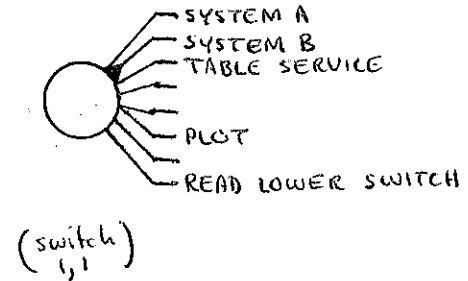 SYSTEM A
SYSTEM B
TABLE SERVICE
PLOT
READ LOWER SWITCH
(switch
1,1)